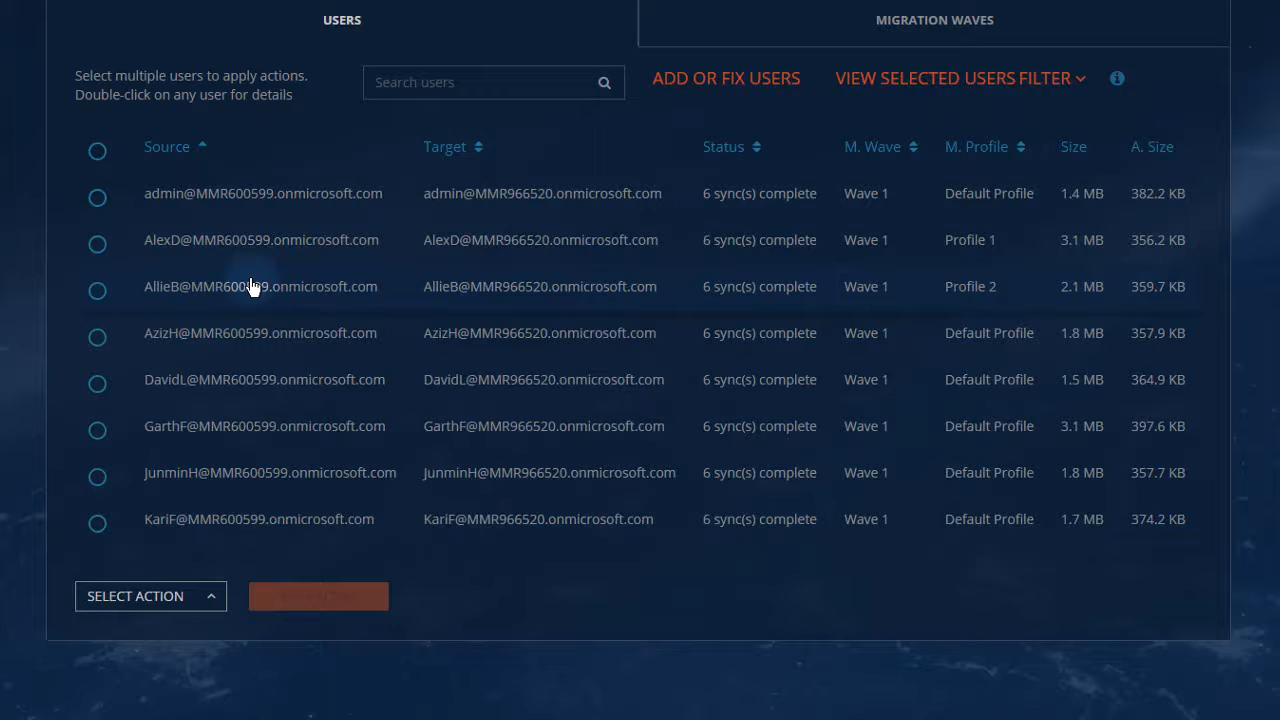 USERS
MIGRATION WAVES
Select multiple users to apply actions.
Double-click on any user for details
Search users
ADD OR FIX USERS
VIEW SELECTED USERS
FILTER
Source Target Status M. Wave M. Profile Size A. Size
admin@MMR600599.onmicrosoft.com admin@MMR966520.onmicrosoft.com 6 sync(s) complete Wave 1 Default Profile 1.4 MB 382.2 KB
AlexD@MMR600599.onmicrosoft.com AlexD@MMR966520.onmicrosoft.com 6 sync(s) complete Wave 1 Profile 1 3.1 MB 356.2 KB
AllieB@MMR600599.onmicrosoft.com AllieB@MMR966520.onmicrosoft.com 6 sync(s) complete Wave 1 Profile 2 2.1 MB 359.7 KB
AzizH@MMR600599.onmicrosoft.com AzizH@MMR966520.onmicrosoft.com 6 sync(s) complete Wave 1 Default Profile 1.8 MB 357.9 KB
DavidL@MMR600599.onmicrosoft.com DavidL@MMR966520.onmicrosoft.com 6 sync(s) complete Wave 1 Default Profile 1.5 MB 364.9 KB
GarthF@MMR600599.onmicrosoft.com GarthF@MMR966520.onmicrosoft.com 6 sync(s) complete Wave 1 Default Profile 3.1 MB 397.6 KB
JunminH@MMR600599.onmicrosoft.com JunminH@MMR966520.onmicrosoft.com 6 sync(s) complete Wave 1 Default Profile 1.8 MB 357.7 KB
KariF@MMR600599.onmicrosoft.com KariF@MMR966520.onmicrosoft.com 6 sync(s) complete Wave 1 Default Profile 1.7 MB 374.2 KB
SELECT ACTION